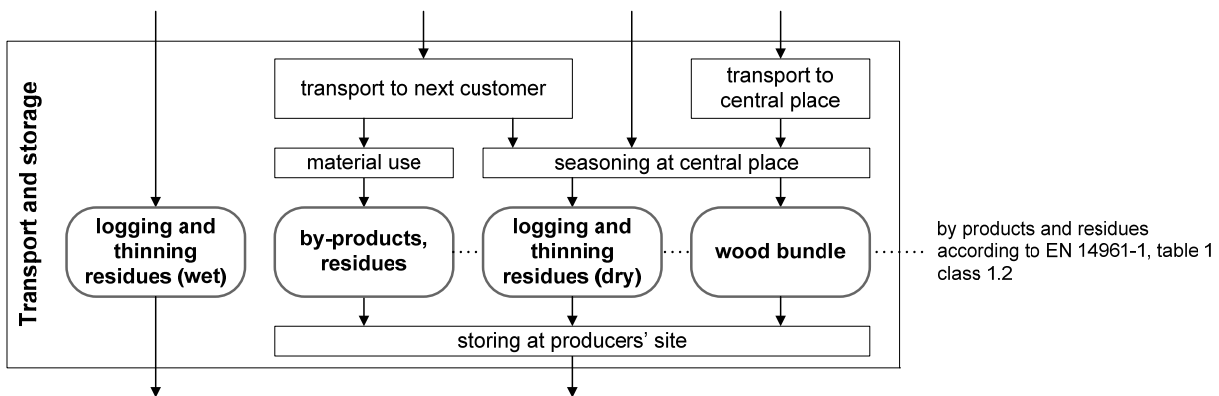 Transport and storage
transport to next customer
transport to
central place
material use
seasoning at central place
logging and
thinning
residues (wet)
by-products,
residues
logging and
thinning
residues (dry)
wood bundle
by products and residues
according to EN 14961-1, table 1
class 1.2
storing at producers’ site